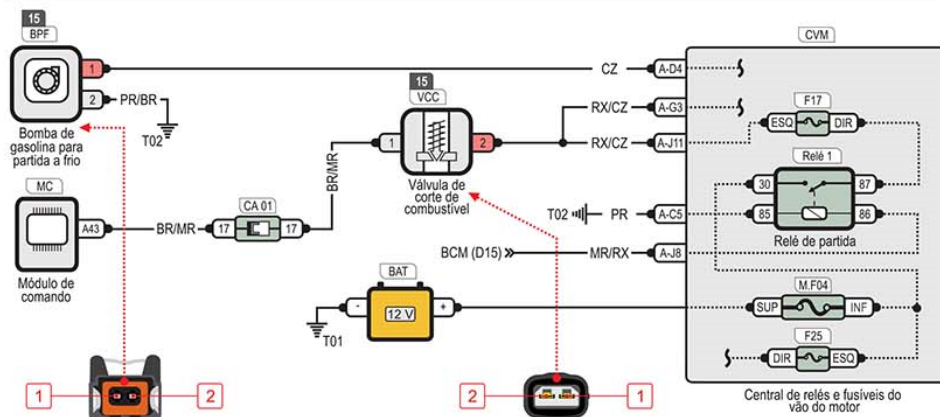 15
BPF
1
2
PR/BR
T02
Bomba de
gasolina para
partida a frio
MC
A43
Módulo de
comando
BR/MR
17
CA 01
17
BR/MR
15
VCC
1
2
Válvula de
corte de
combustível
CZ
A-D4
RX/CZ
A-G3
RX/CZ
A-J11
T02
PR
A-C5
BCM (D15)
MR/RX
A-J8
BAT
-
12 V
+
T01
CVM
F17
ESQ
DIR
Relé 1
30
87
85
86
Relé de partida
M.F04
SUP
INF
F25
DIR
ESQ
Central de relés e fusíveis do
vão do motor
1
2
2
1